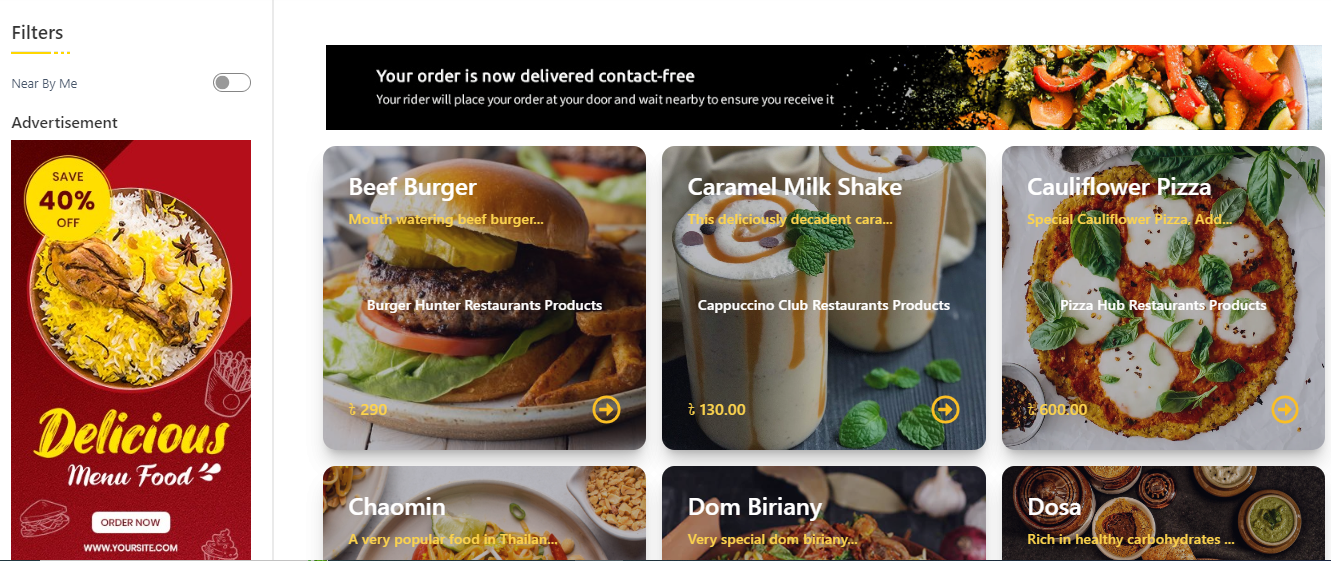 Filters
Near By Me
Advertisement
SAVE
40%
OFF
Delicious
Menu Food
ORDER NOW
WWW.YOURSITE.COM
Your order is now delivered contact-free
Your rider will place your order at your door and wait nearby to ensure you receive it
Beef Burger
Mouth watering beef burger...
Burger Hunter Restaurants Products
৳ 290
Caramel Milk Shake
This deliciously decadent cara...
Cappuccino Club Restaurants Products
৳ 130.00
Cauliflower Pizza
Special Cauliflower Pizza, Add...
Pizza Hub Restaurants Products
৳ 600.00
Chaomin
A very popular food in Thailan...
Dom Biriany
Very special dom biriany...
Dosa
Rich in healthy carbohydrates ...